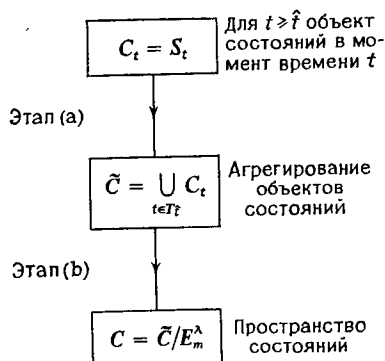 Для t ⩾ t̂ объект
состояний в мо-
мент времени t
C_t = S_t
Этап (a)
C̃ = ⋃_{t∈T_t̂} C_t
Агрегирование
объектов
состояний
Этап (b)
C = C̃/E_m^λ
Пространство
состояний